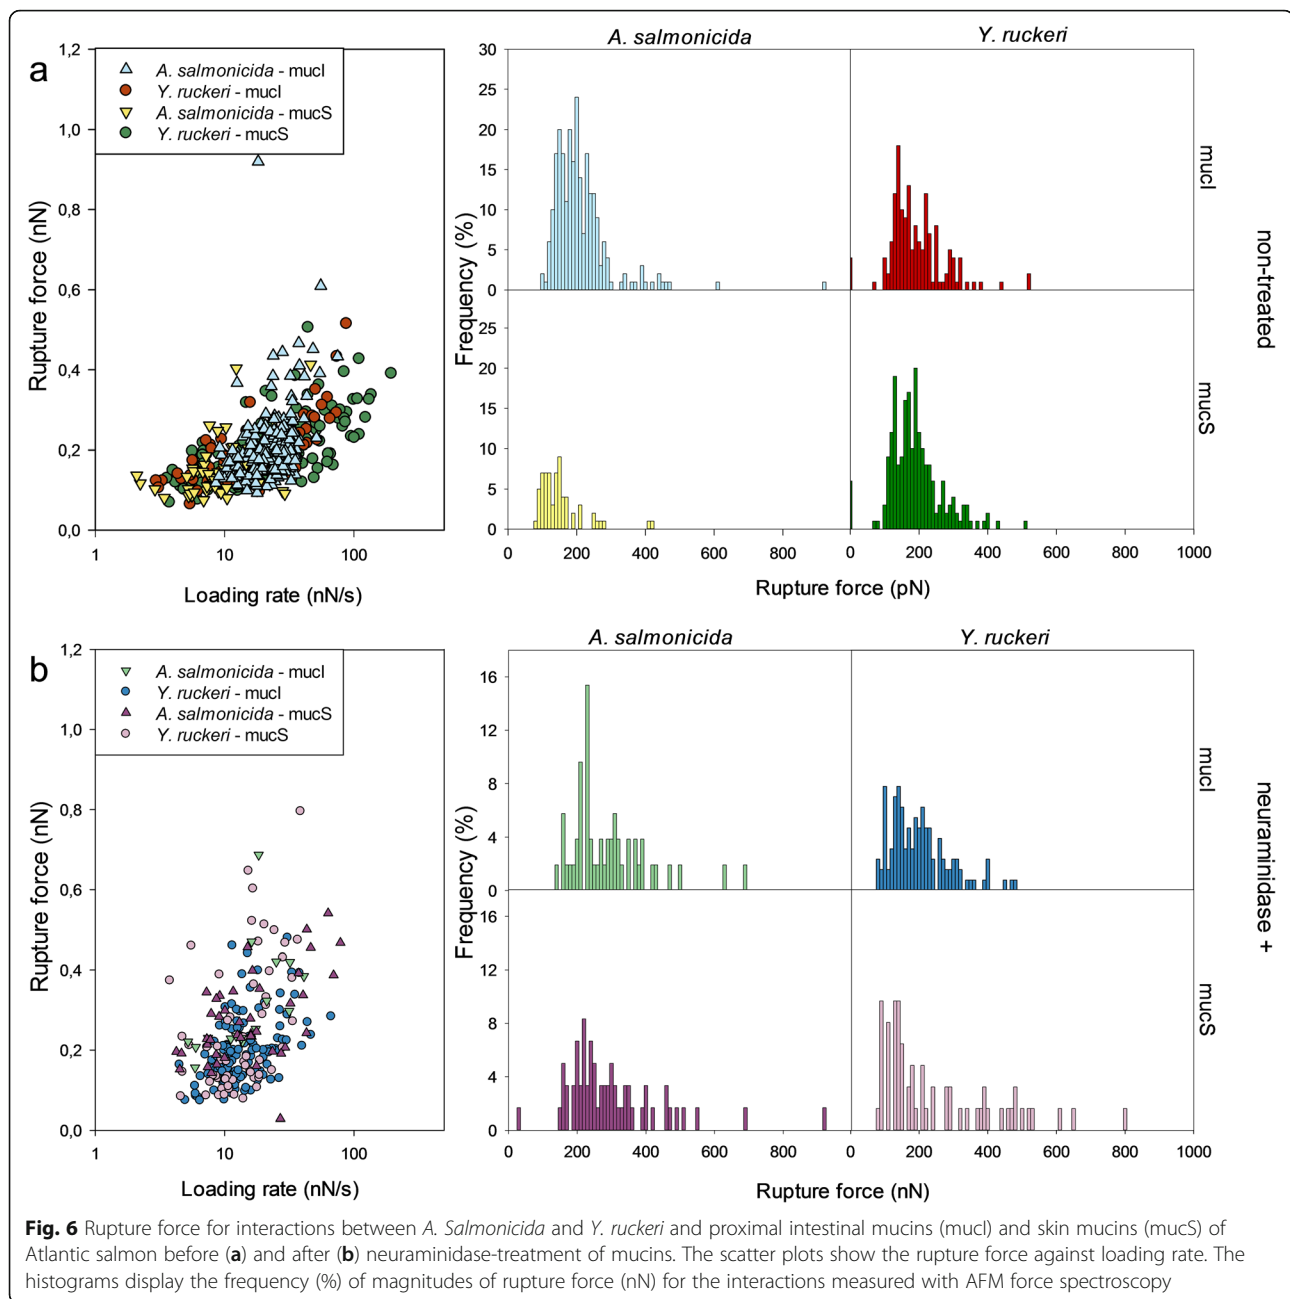 A. salmonicida
Y. ruckeri
a
1,2
1,0
0,8
0,6
0,4
0,2
0,0
Rupture force (nN)
A. salmonicida - mucI
Y. ruckeri - mucI
A. salmonicida - mucS
Y. ruckeri - mucS
1
10
100
Loading rate (nN/s)
30
25
20
15
10
5
0
25
20
15
10
5
0
Frequency (%)
0
200
400
600
800
0
200
400
600
800
1000
Rupture force (pN)
mucI
mucS
non-treated
A. salmonicida
Y. ruckeri
b
1,2
1,0
0,8
0,6
0,4
0,2
0,0
Rupture force (nN)
A. salmonicida - mucI
Y. ruckeri - mucI
A. salmonicida - mucS
Y. ruckeri - mucS
1
10
100
Loading rate (nN/s)
16
12
8
4
0
16
12
8
4
0
Frequency (%)
0
200
400
600
800
0
200
400
600
800
1000
Rupture force (nN)
mucI
mucS
neuraminidase +
Fig. 6 Rupture force for interactions between A. Salmonicida and Y. ruckeri and proximal intestinal mucins (mucI) and skin mucins (mucS) of
Atlantic salmon before (a) and after (b) neuraminidase-treatment of mucins. The scatter plots show the rupture force against loading rate. The
histograms display the frequency (%) of magnitudes of rupture force (nN) for the interactions measured with AFM force spectroscopy